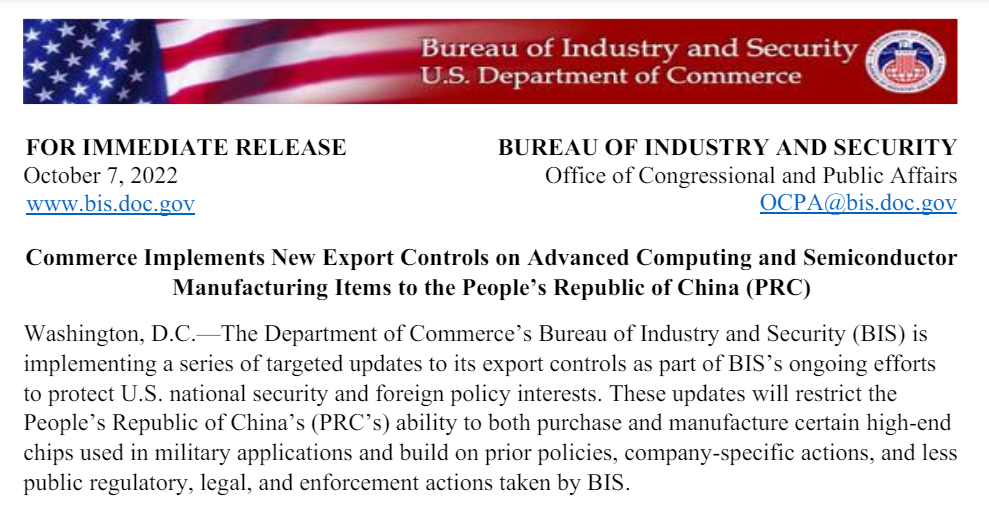 Bureau of Industry and Security
U.S. Department of Commerce
FOR IMMEDIATE RELEASE
BUREAU OF INDUSTRY AND SECURITY
October 7, 2022
Office of Congressional and Public Affairs
www.bis.doc.gov
OCPA@bis.doc.gov
Commerce Implements New Export Controls on Advanced Computing and Semiconductor
Manufacturing Items to the People’s Republic of China (PRC)
Washington, D.C.—The Department of Commerce’s Bureau of Industry and Security (BIS) is
implementing a series of targeted updates to its export controls as part of BIS’s ongoing efforts
to protect U.S. national security and foreign policy interests. These updates will restrict the
People’s Republic of China’s (PRC’s) ability to both purchase and manufacture certain high-end
chips used in military applications and build on prior policies, company-specific actions, and less
public regulatory, legal, and enforcement actions taken by BIS.